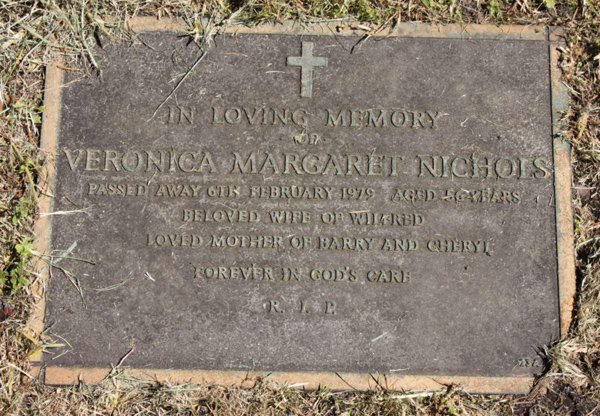 IN LOVING MEMORY
OF
VERONICA MARGARET NICHOLS
PASSED AWAY 6TH FEBRUARY 1979 AGED 56 YEARS
BELOVED WIFE OF WILFRED
LOVED MOTHER OF BARRY AND CHERYL
FOREVER IN GOD'S CARE
R. I. P.